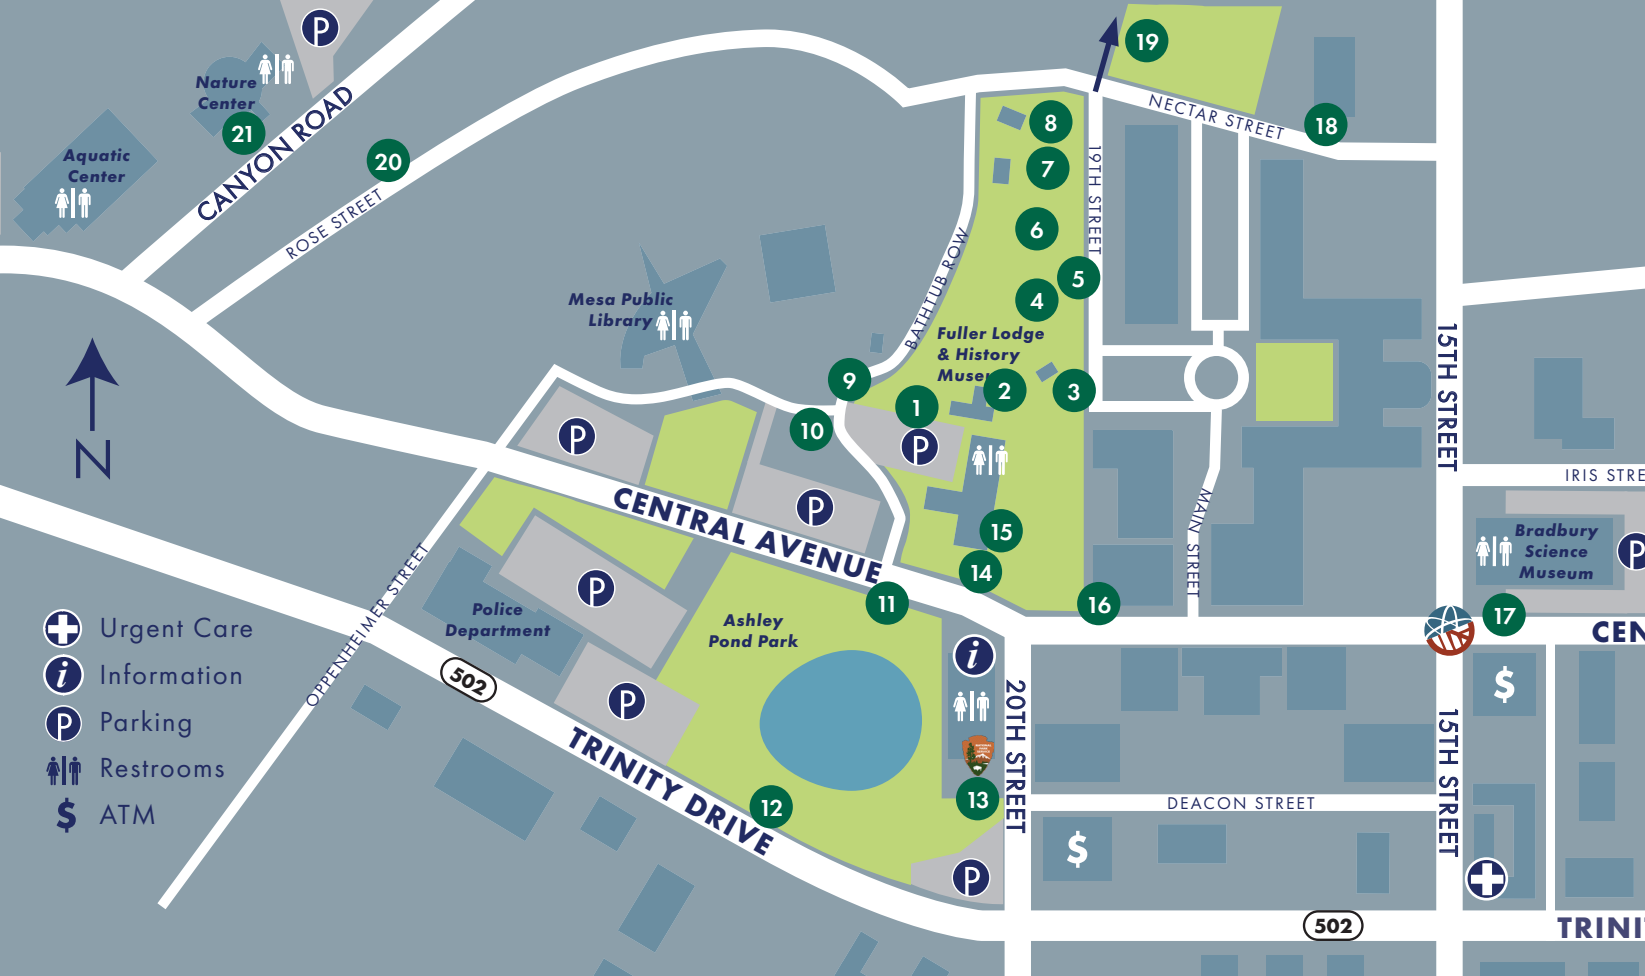 P
19
Nature
Center
21
CANYON ROAD
NECTAR STREET
18
8
20
Aquatic
Center
7
19TH STREET
ROSE STREET
6
BATHTUB ROW
5
4
Mesa Public
Library
Fuller Lodge
& History
Muse
15TH STREET
9
2
3
1
10
P
P
N
IRIS STRE
CENTRAL AVENUE
P
MAIN STREET
15
Bradbury
Science
Museum
P
14
OPPENHEIMER STREET
P
11
16
Police
Department
Ashley
Pond Park
17
CEN
Urgent Care
i
Information
P
Parking
Restrooms
$
ATM
i
502
P
20TH STREET
$
15TH STREET
NATIONAL
PARK
SERVICE
TRINITY DRIVE
12
13
DEACON STREET
$
P
502
TRINI